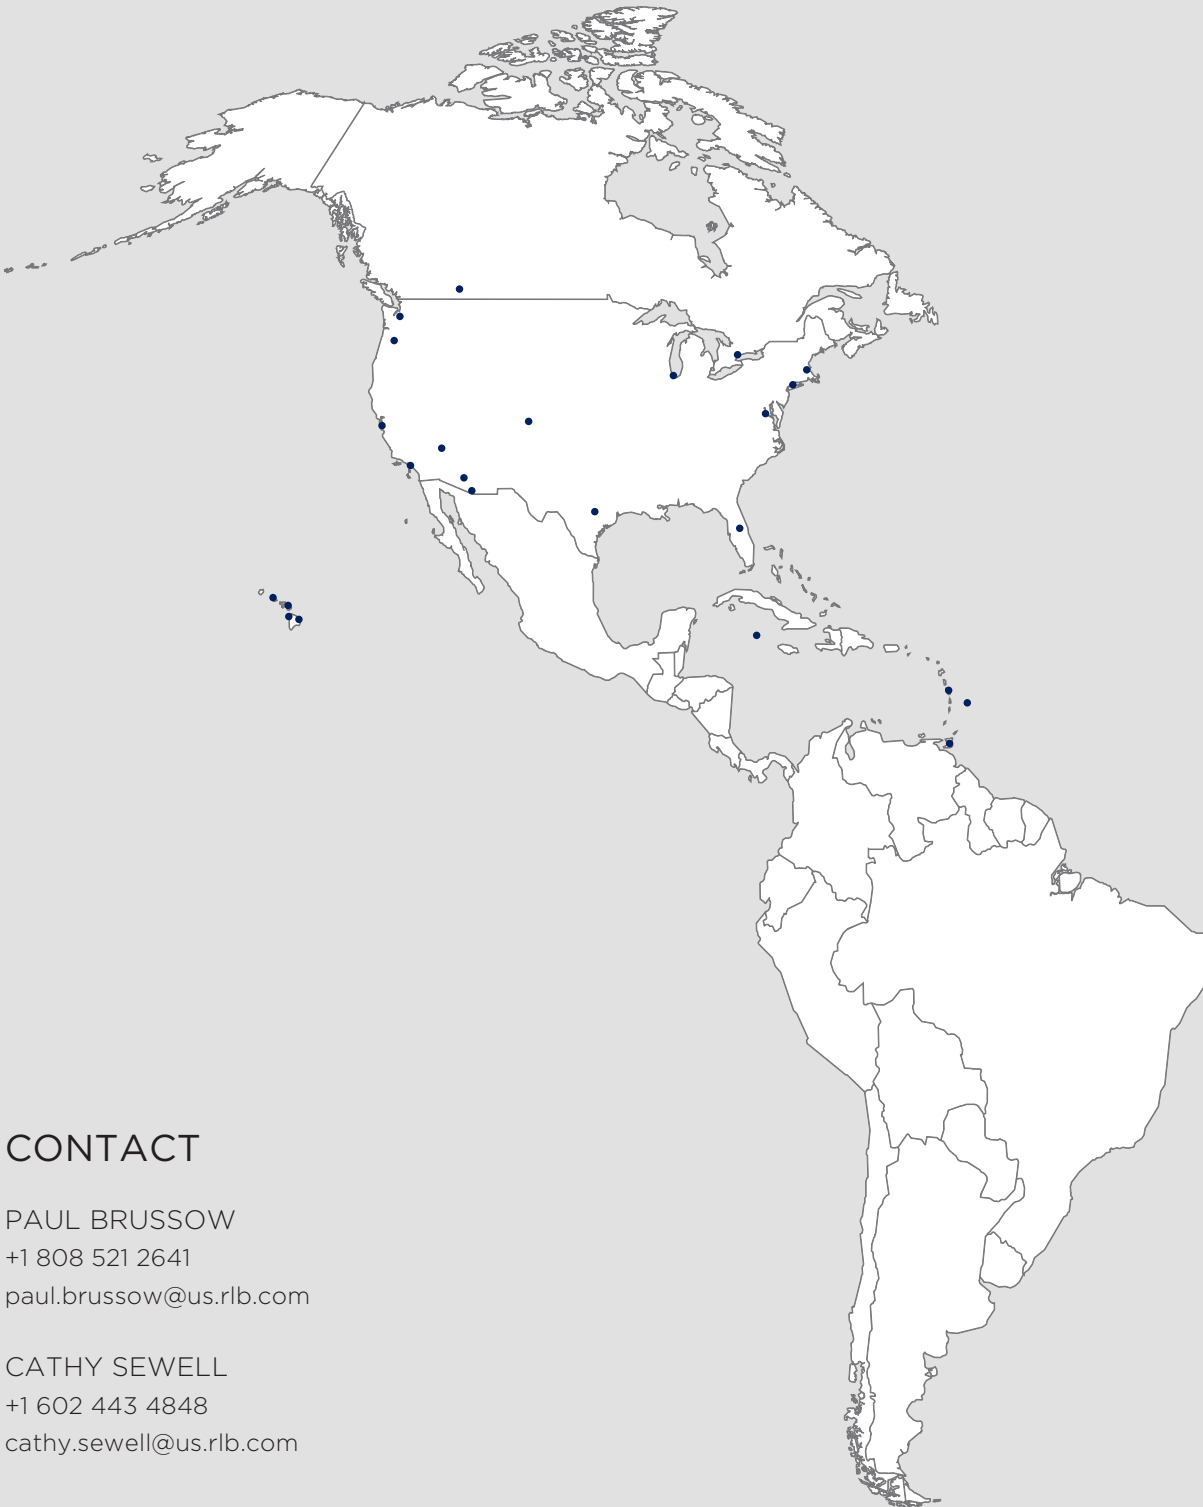 CONTACT
PAUL BRUSSOW
+1 808 521 2641
paul.brussow@us.rlb.com
CATHY SEWELL
+1 602 443 4848
cathy.sewell@us.rlb.com